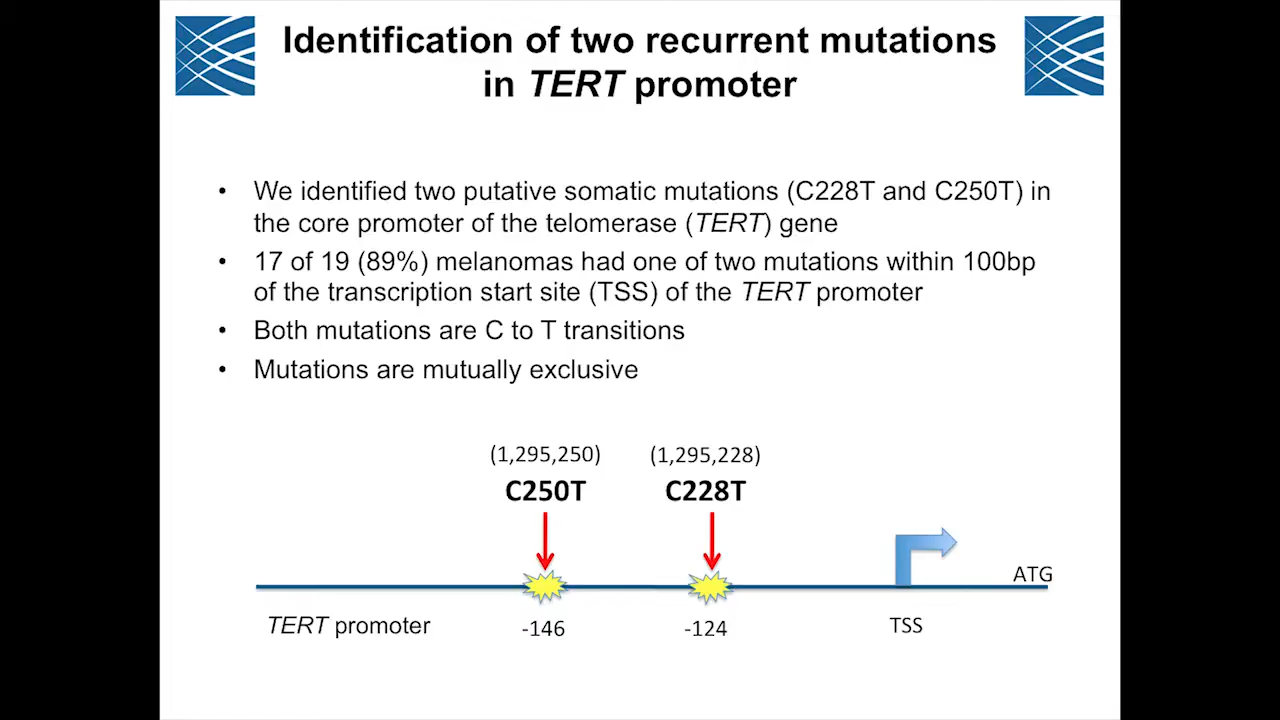 Identification of two recurrent mutations
in TERT promoter
• We identified two putative somatic mutations (C228T and C250T) in
the core promoter of the telomerase (TERT) gene
• 17 of 19 (89%) melanomas had one of two mutations within 100bp
of the transcription start site (TSS) of the TERT promoter
• Both mutations are C to T transitions
• Mutations are mutually exclusive
(1,295,250) (1,295,228)
C250T C228T
ATG
TERT promoter -146 -124 TSS